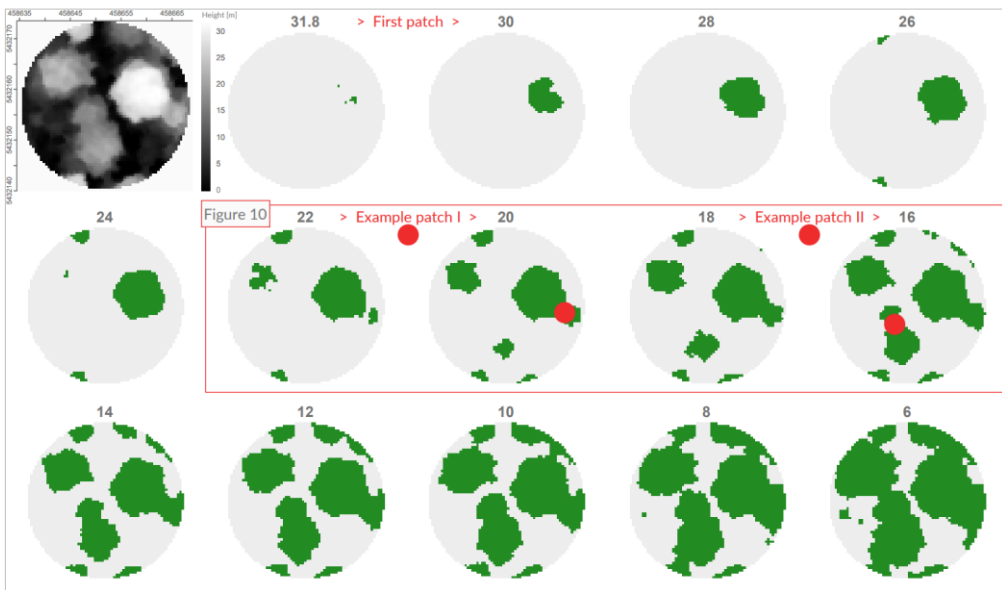 458635 458645 458655 458665
Height [m]
31.8 > First patch > 30 28 26
5432170
5432160
5432150
5432140
30
25
20
15
10
5
0
24 Figure 10 22 > Example patch I > 20 18 > Example patch II > 16
14 12 10 8 6